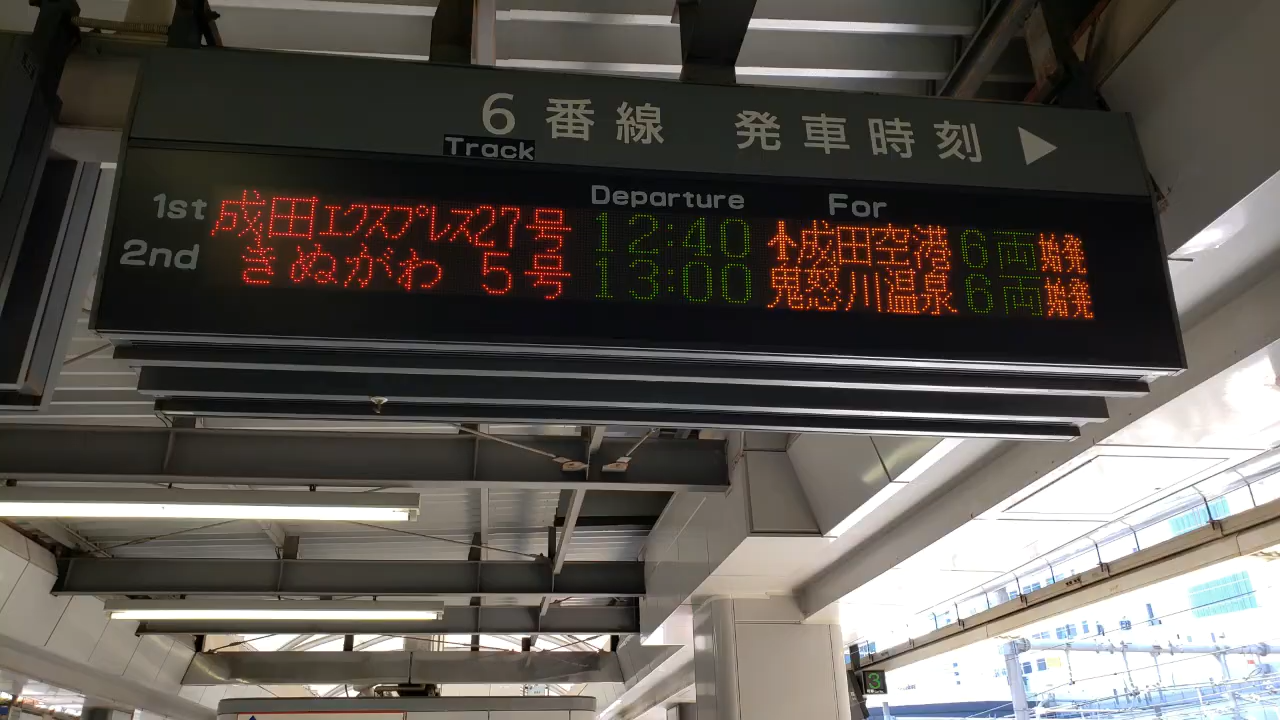 6番線 発車時刻 ▶
Track
Departure For
1st 成田エクスプレス27号 12:40 成田空港 6両 始発
2nd きぬがわ 5号 13:00 鬼怒川温泉 6両 始発
3